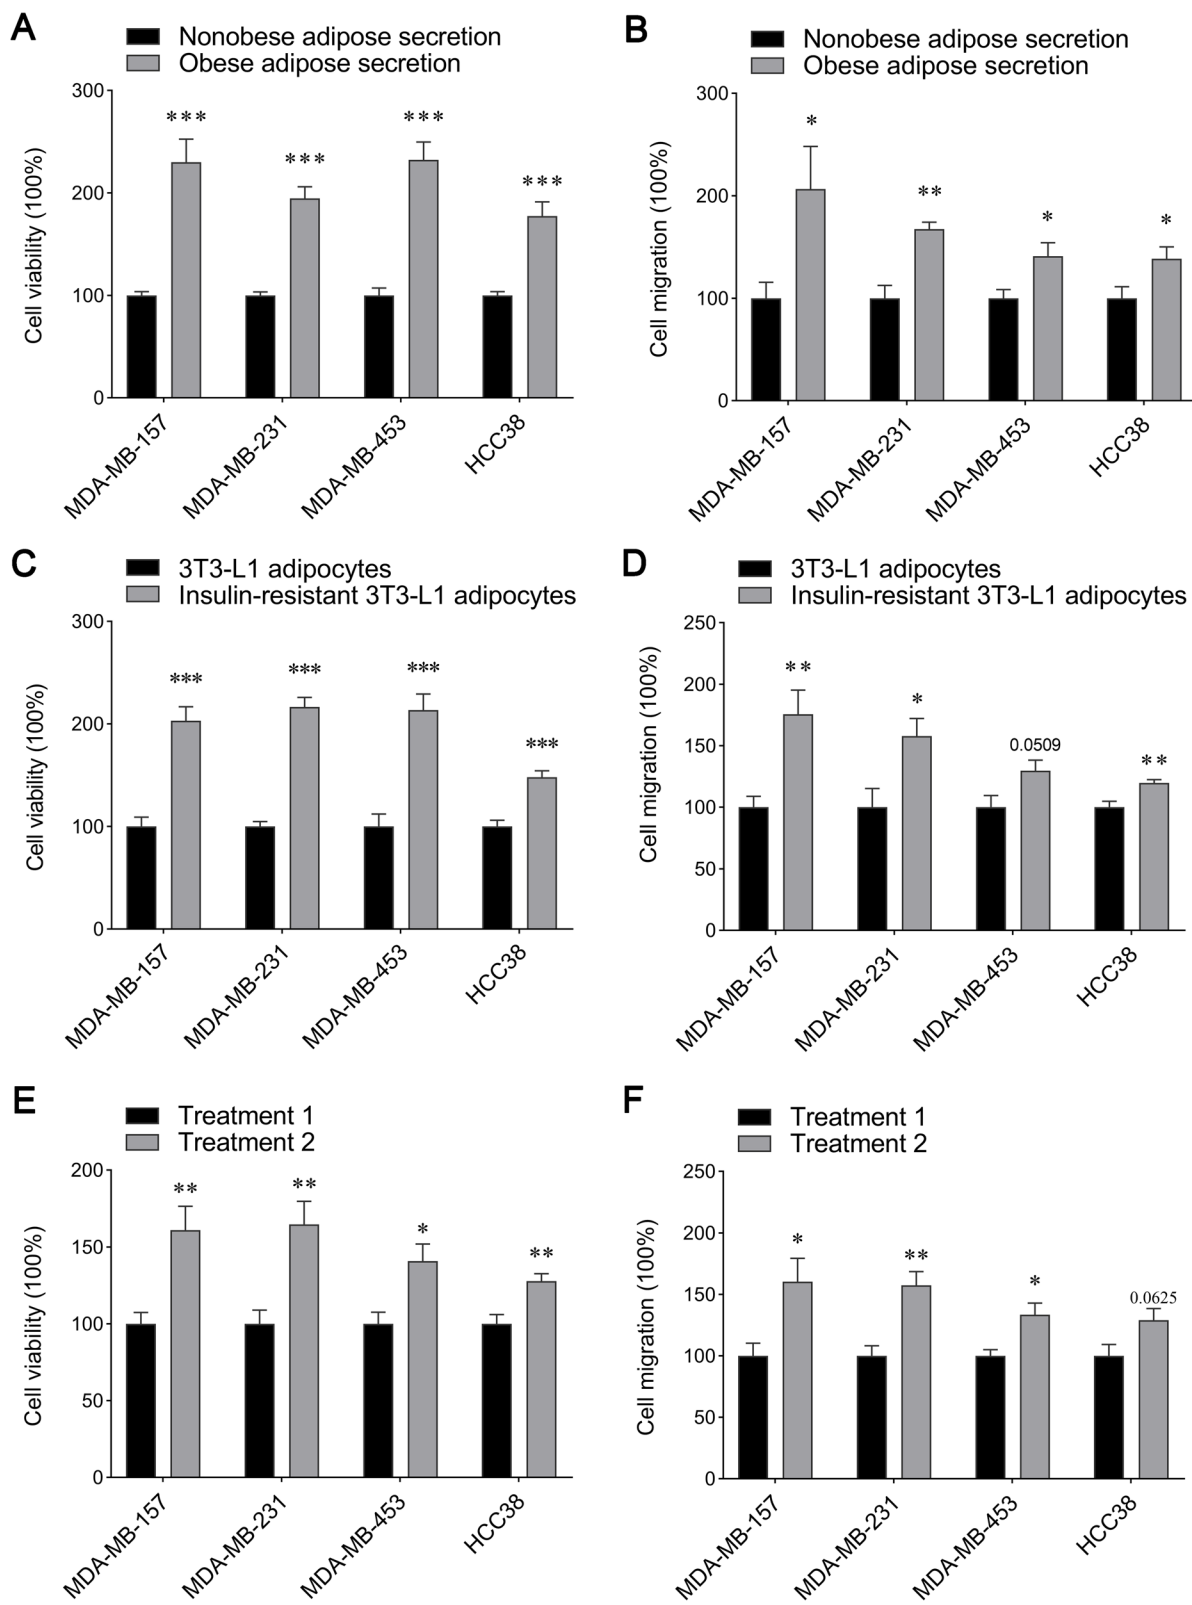 A
Nonobese adipose secretion
Obese adipose secretion
Cell viability (100%)
300
200
100
0
***
***
***
***
MDA-MB-157
MDA-MB-231
MDA-MB-453
HCC38
B
Nonobese adipose secretion
Obese adipose secretion
Cell migration (100%)
300
200
100
0
*
**
*
*
MDA-MB-157
MDA-MB-231
MDA-MB-453
HCC38
C
3T3-L1 adipocytes
Insulin-resistant 3T3-L1 adipocytes
Cell viability (100%)
300
200
100
0
***
***
***
***
MDA-MB-157
MDA-MB-231
MDA-MB-453
HCC38
D
3T3-L1 adipocytes
Insulin-resistant 3T3-L1 adipocytes
Cell migration (100%)
250
200
150
100
50
0
**
*
0.0509
**
MDA-MB-157
MDA-MB-231
MDA-MB-453
HCC38
E
Treatment 1
Treatment 2
Cell viability (100%)
200
150
100
50
0
**
**
*
**
MDA-MB-157
MDA-MB-231
MDA-MB-453
HCC38
F
Treatment 1
Treatment 2
Cell migration (100%)
250
200
150
100
50
0
*
**
*
0.0625
MDA-MB-157
MDA-MB-231
MDA-MB-453
HCC38